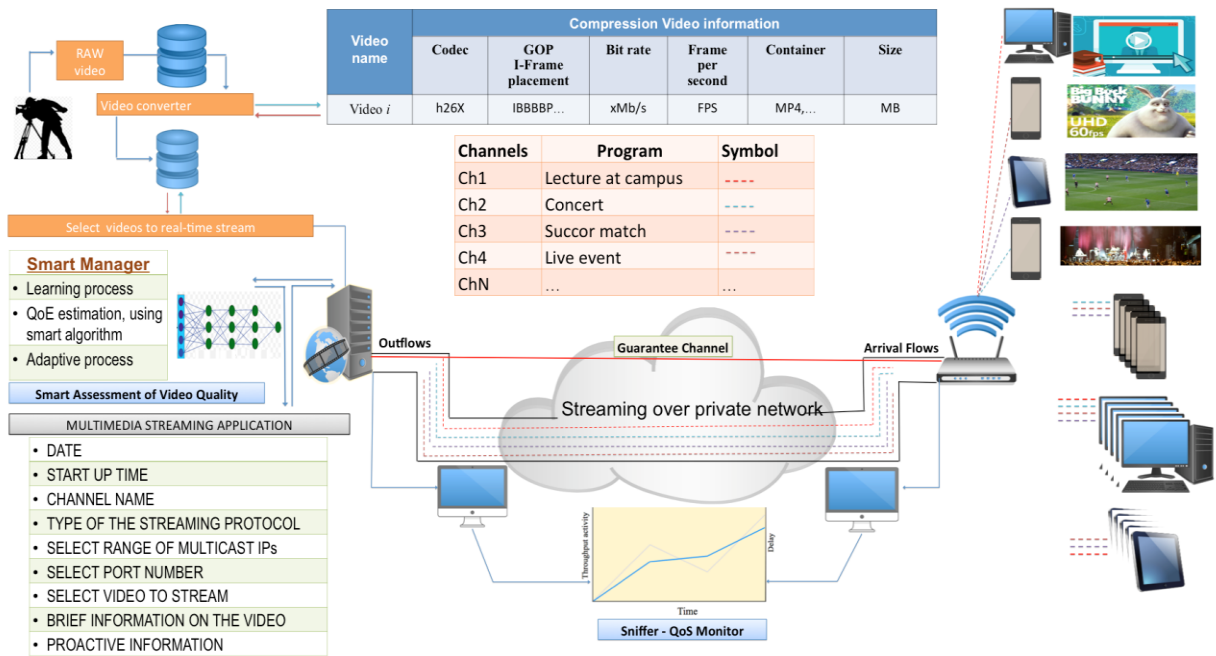 RAW
video
Video converter
Select videos to real-time stream
Video
name
Compression Video information
Codec
GOP
I-Frame
placement
Bit rate
Frame
per
second
Container
Size
Video i
h26X
IBBBBP…
xMb/s
FPS
MP4,...
MB
Channels Program Symbol
Ch1 Lecture at campus
Ch2 Concert
Ch3 Succor match
Ch4 Live event
ChN … …
Big Buck
BUNNY
UHD
60fps
Smart Manager
• Learning process
• QoE estimation, using
smart algorithm
• Adaptive process
Smart Assessment of Video Quality
MULTIMEDIA STREAMING APPLICATION
• DATE
• START UP TIME
• CHANNEL NAME
• TYPE OF THE STREAMING PROTOCOL
• SELECT RANGE OF MULTICAST IPs
• SELECT PORT NUMBER
• SELECT VIDEO TO STREAM
• BRIEF INFORMATION ON THE VIDEO
• PROACTIVE INFORMATION
Outflows
Guarantee Channel
Arrival Flows
Streaming over private network
Throughput activity
Delay
Time
Sniffer - QoS Monitor